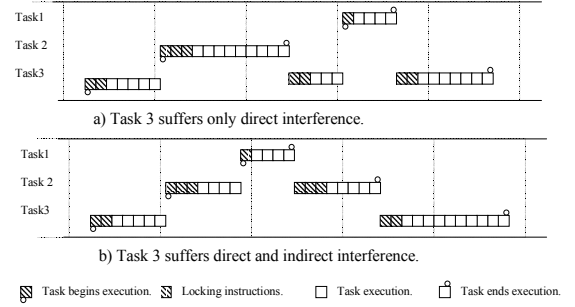 Task1
Task 2
Task3
a) Task 3 suffers only direct interference.
Task1
Task 2
Task3
b) Task 3 suffers direct and indirect interference.
Task begins execution. Locking instructions. Task execution. Task ends execution.